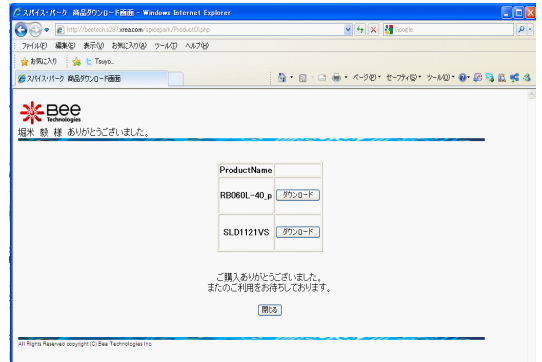 スパイス・パーク 商品ダウンロード画面 - Windows Internet Explorer
Google
ファイル(F) 編集(E) 表示(V) お気に入り(A) ツール(T) ヘルプ(H)
お気に入り Tsuyo..
スパイス・パーク 商品ダウンロード画面
ページ(P) セーフティ(S) ツール(O)
Bee
Technologies
堀米 毅 様 ありがとうございました。
ProductName
RB060L-40_p ダウンロード
SLD1121VS ダウンロード
ご購入ありがとうございました。
またのご利用をお待ちしております。
閉じる
All Rights Reserved copyright (C) Bee Technologies Inc.